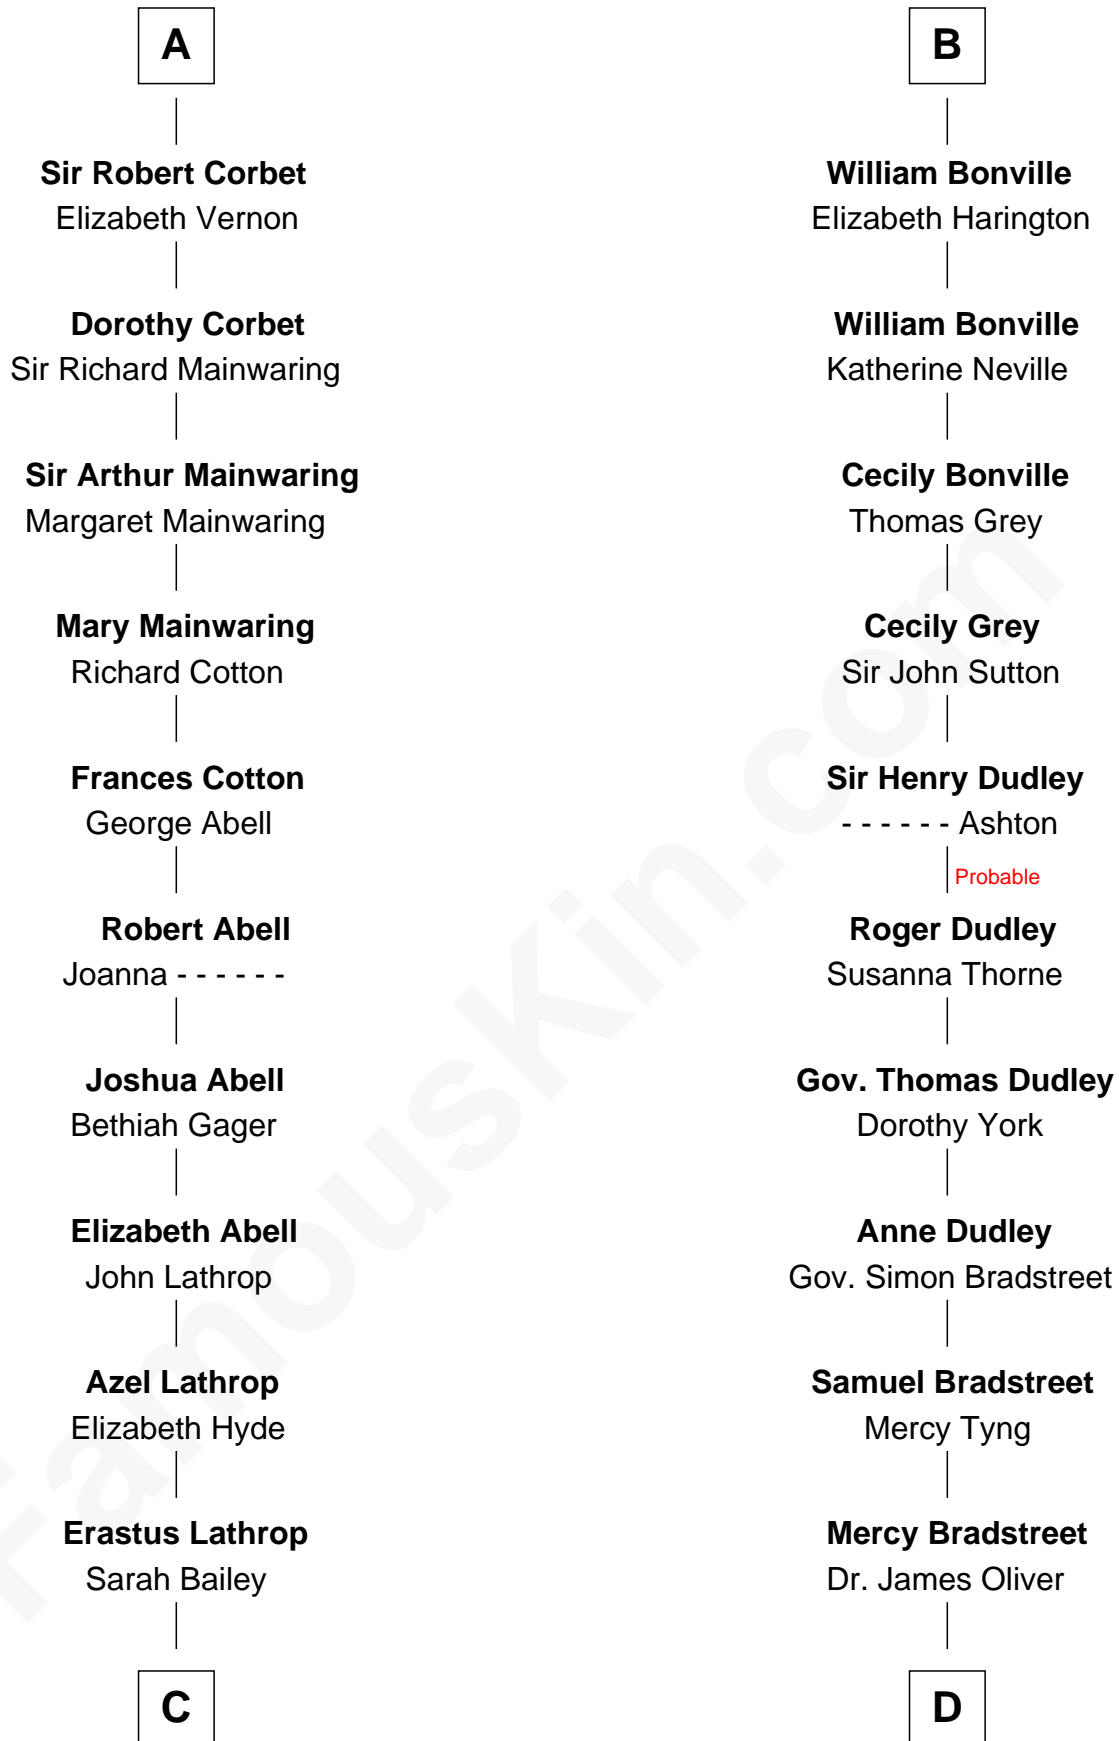 A
Sir Robert Corbet
Elizabeth Vernon
Dorothy Corbet
Sir Richard Mainwaring
Sir Arthur Mainwaring
Margaret Mainwaring
Mary Mainwaring
Richard Cotton
Frances Cotton
George Abell
Robert Abell
Joanna - - - - - -
Joshua Abell
Bethiah Gager
Elizabeth Abell
John Lathrop
Azel Lathrop
Elizabeth Hyde
Erastus Lathrop
Sarah Bailey
C
B
William Bonville
Elizabeth Harington
William Bonville
Katherine Neville
Cecily Bonville
Thomas Grey
Cecily Grey
Sir John Sutton
Sir Henry Dudley
- - - - - - Ashton
Probable
Roger Dudley
Susanna Thorne
Gov. Thomas Dudley
Dorothy York
Anne Dudley
Gov. Simon Bradstreet
Samuel Bradstreet
Mercy Tyng
Mercy Bradstreet
Dr. James Oliver
D
FamousKin.com